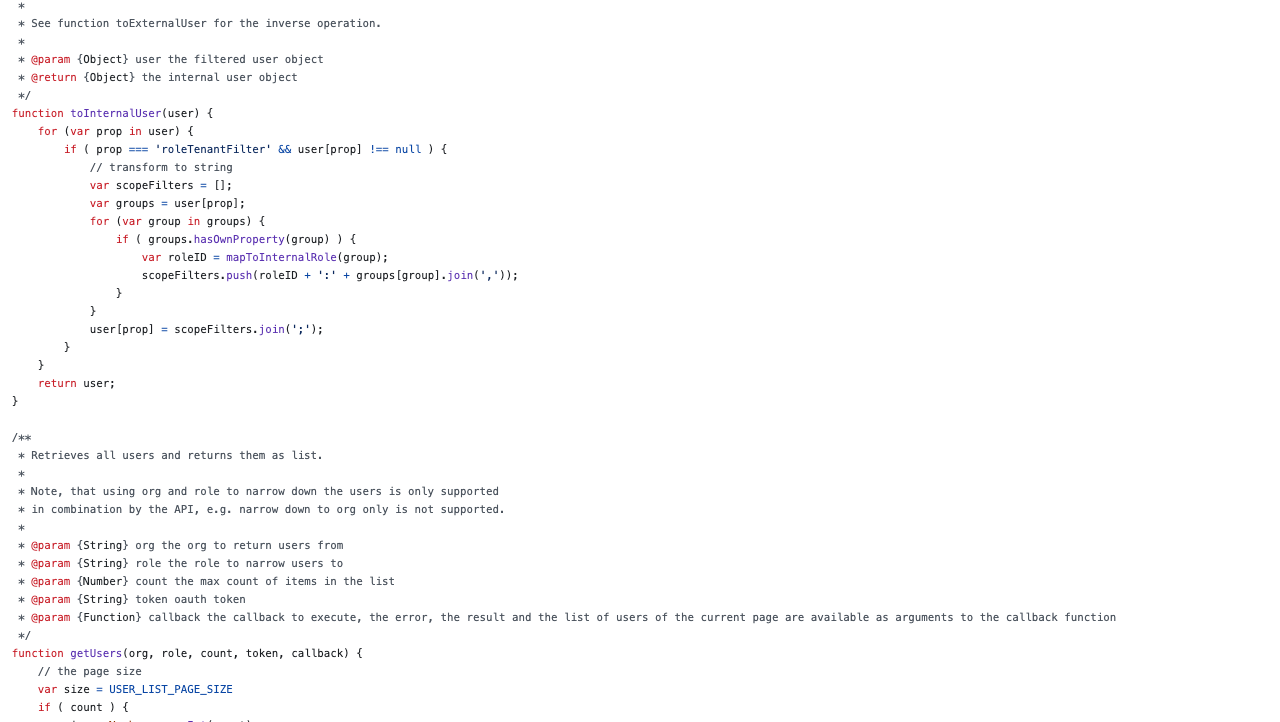 *
 * See function toExternalUser for the inverse operation.
 *
 * @param {Object} user the filtered user object
 * @return {Object} the internal user object
 */
function toInternalUser(user) {
    for (var prop in user) {
        if ( prop === 'roleTenantFilter' && user[prop] !== null ) {
            // transform to string
            var scopeFilters = [];
            var groups = user[prop];
            for (var group in groups) {
                if ( groups.hasOwnProperty(group) ) {
                    var roleID = mapToInternalRole(group);
                    scopeFilters.push(roleID + ':' + groups[group].join(','));
                }
            }
            user[prop] = scopeFilters.join(';');
        }
    }
    return user;
}

/**
 * Retrieves all users and returns them as list.
 *
 * Note, that using org and role to narrow down the users is only supported
 * in combination by the API, e.g. narrow down to org only is not supported.
 *
 * @param {String} org the org to return users from
 * @param {String} role the role to narrow users to
 * @param {Number} count the max count of items in the list
 * @param {String} token oauth token
 * @param {Function} callback the callback to execute, the error, the result and the list of users of the current page are available as arguments to the callback function
 */
function getUsers(org, role, count, token, callback) {
    // the page size
    var size = USER_LIST_PAGE_SIZE
    if ( count ) {